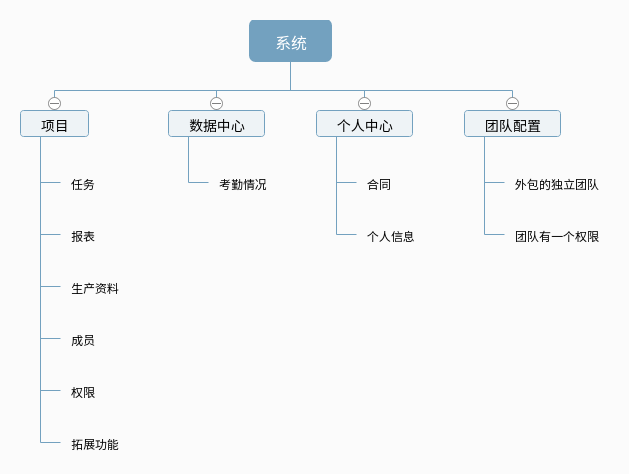 系统
项目
任务
报表
生产资料
成员
权限
拓展功能
数据中心
考勤情况
个人中心
合同
个人信息
团队配置
外包的独立团队
团队有一个权限